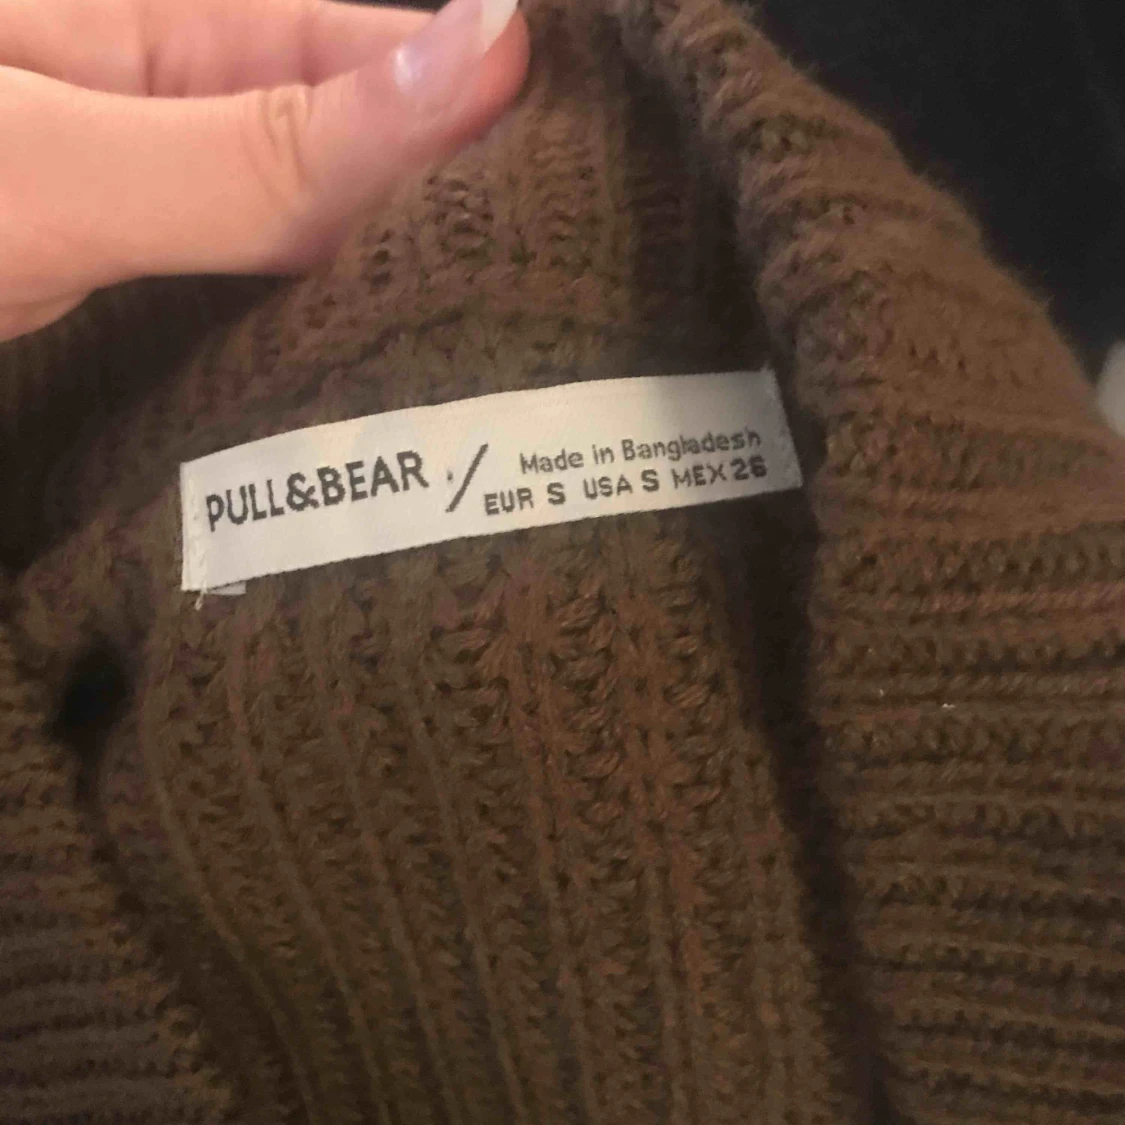 PULL&BEAR / Made in Bangladesh
EUR S USA S MEX 26